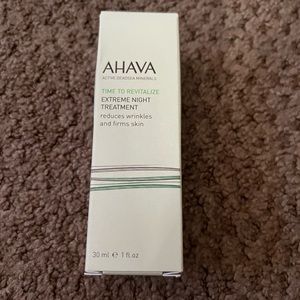 AHAVA
ACTIVE DEADSEA MINERALS
TIME TO REVITALIZE
EXTREME NIGHT
TREATMENT
reduces wrinkles
and firms skin
30 ml ℮ 1 fl.oz